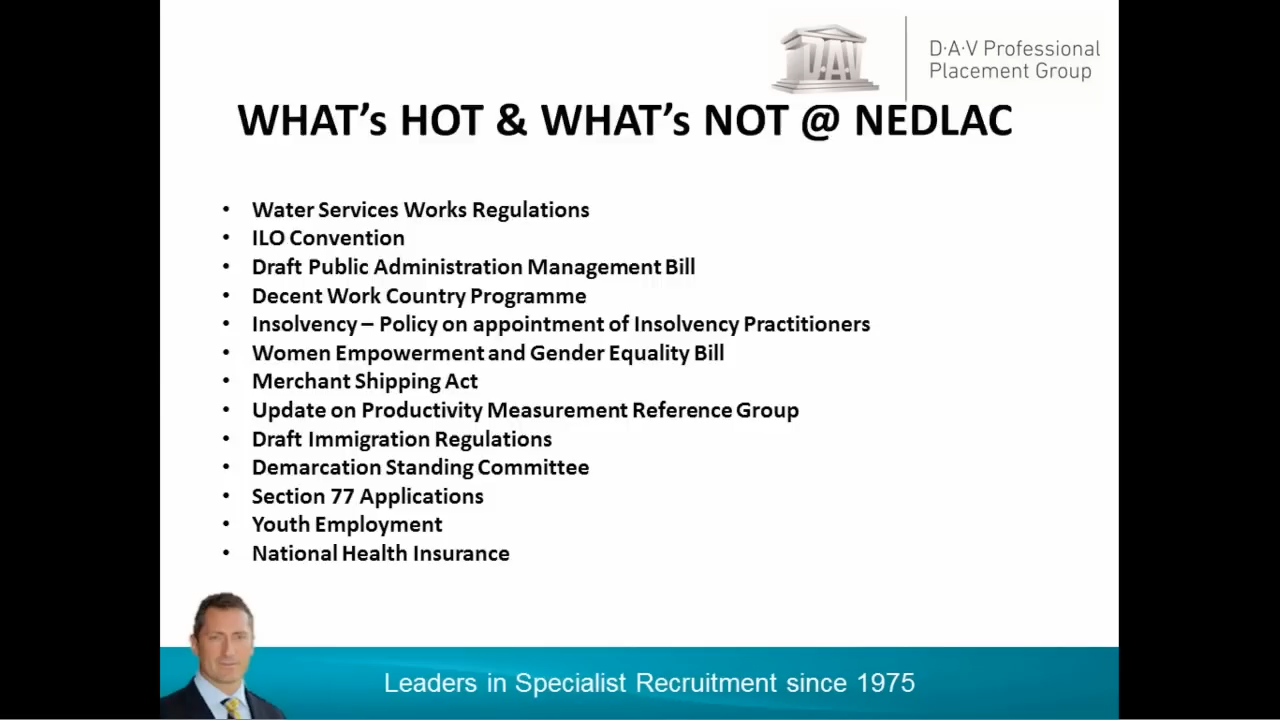 D·A·V
D·A·V Professional
Placement Group
WHAT's HOT & WHAT's NOT @ NEDLAC
• Water Services Works Regulations
• ILO Convention
• Draft Public Administration Management Bill
• Decent Work Country Programme
• Insolvency – Policy on appointment of Insolvency Practitioners
• Women Empowerment and Gender Equality Bill
• Merchant Shipping Act
• Update on Productivity Measurement Reference Group
• Draft Immigration Regulations
• Demarcation Standing Committee
• Section 77 Applications
• Youth Employment
• National Health Insurance
Leaders in Specialist Recruitment since 1975